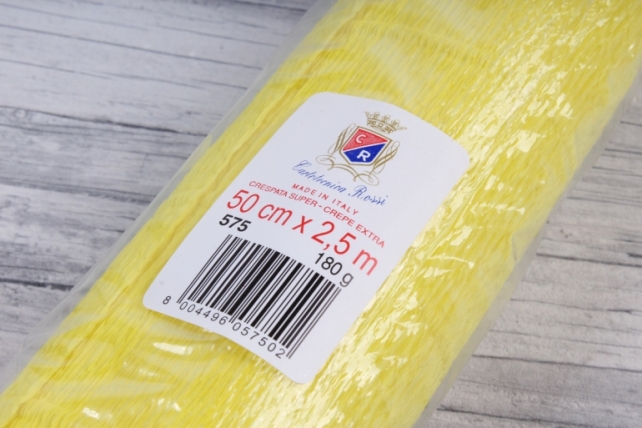 C
R
Cartotecnica Rossi
MADE IN ITALY
CRESPATA SUPER - CREPE EXTRA
50 cm x 2,5 m
575 180 g
8 004496 057502